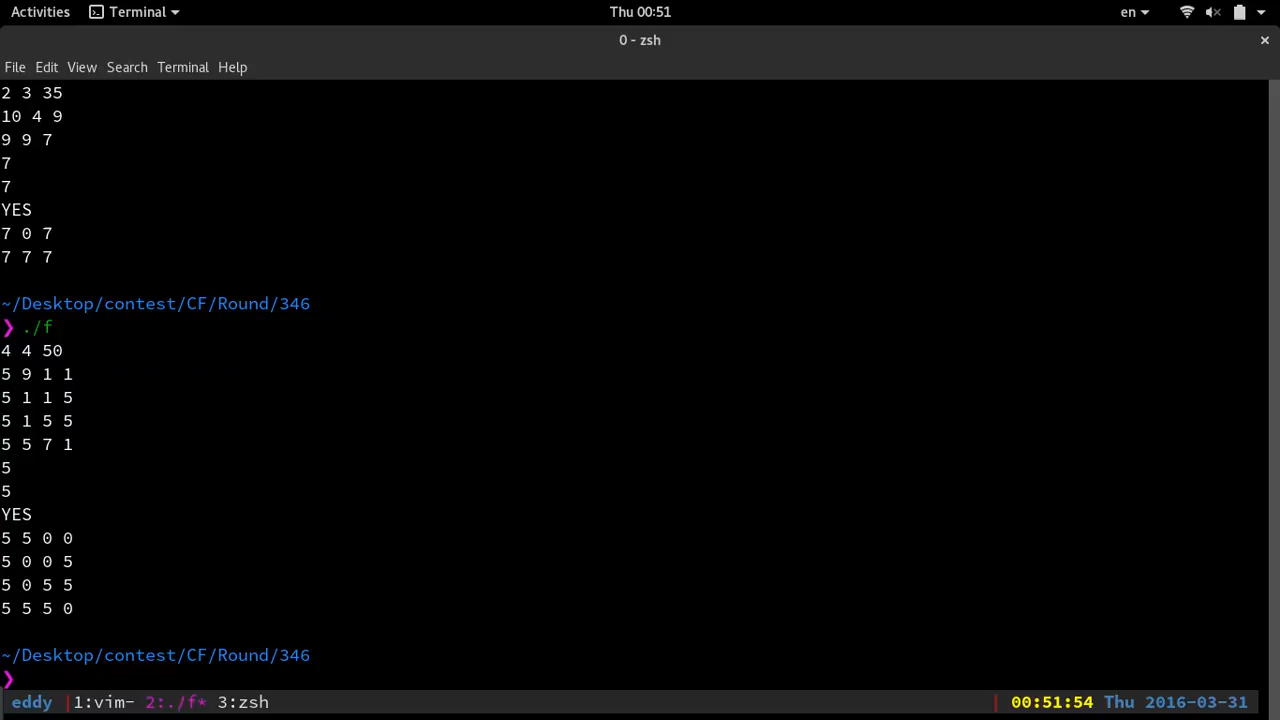 Activities Terminal Thu 00:51 en
0 - zsh
File Edit View Search Terminal Help
2 3 35
10 4 9
9 9 7
7
7
YES
7 0 7
7 7 7
~/Desktop/contest/CF/Round/346
❯ ./f
4 4 50
5 9 1 1
5 1 1 5
5 1 5 5
5 5 7 1
5
5
YES
5 5 0 0
5 0 0 5
5 0 5 5
5 5 5 0
~/Desktop/contest/CF/Round/346
❯
eddy |1:vim- 2:./f* 3:zsh | 00:51:54 Thu 2016-03-31